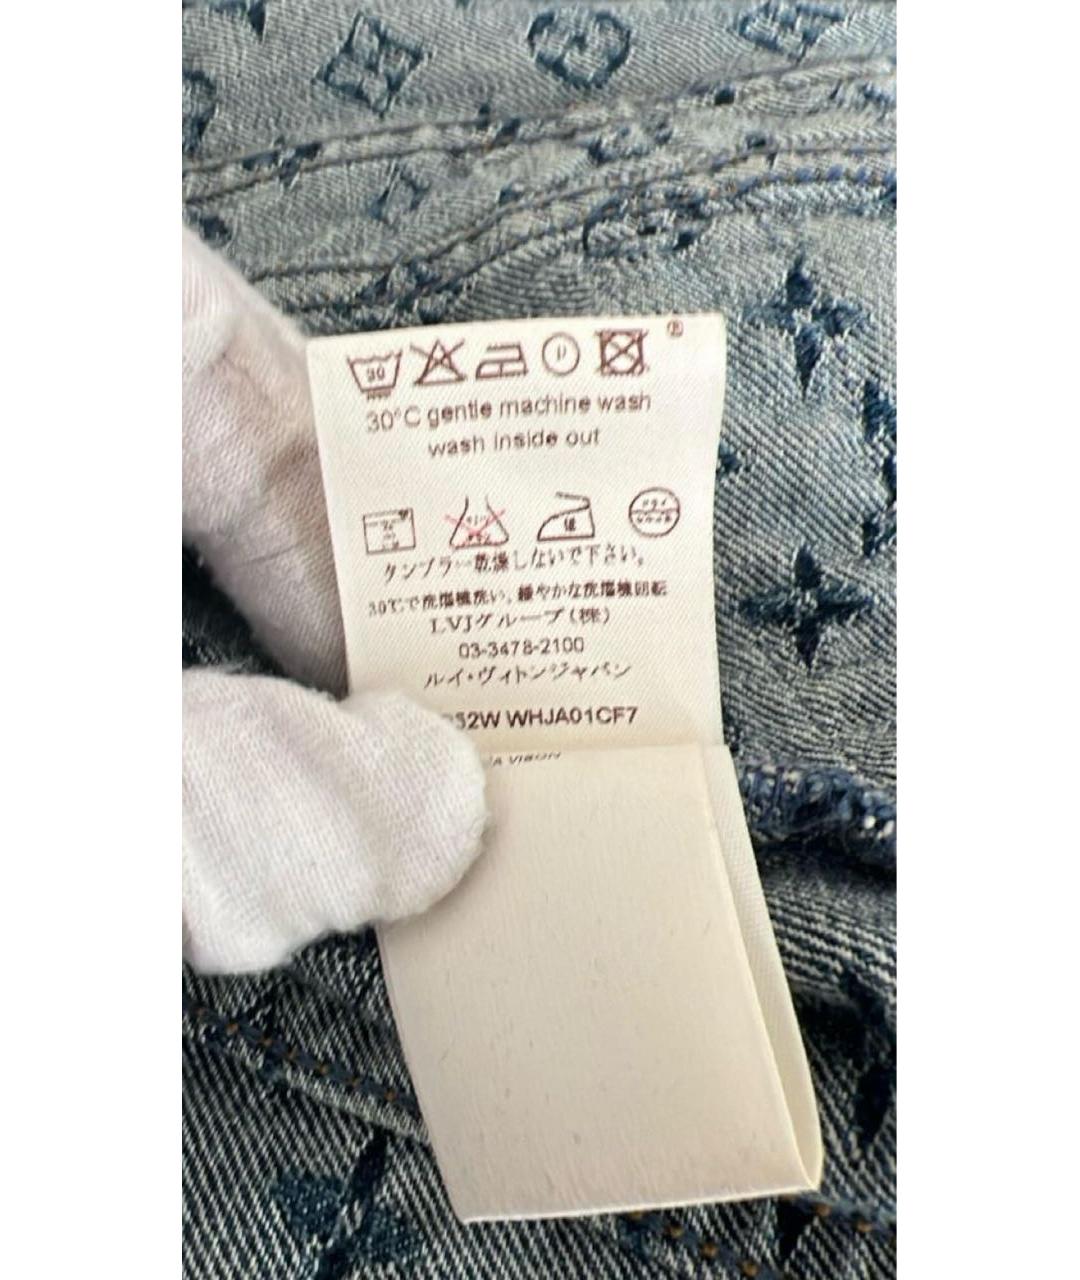 30
P
30°C gentle machine wash
wash inside out
タンブラー乾燥しないで下さい。
30℃で洗濯機洗い、緩やかな洗濯機回転
LVJグループ(株)
03-3478-2100
ルイ・ヴィトンジャパン
52W WHJA01CF7
VISON